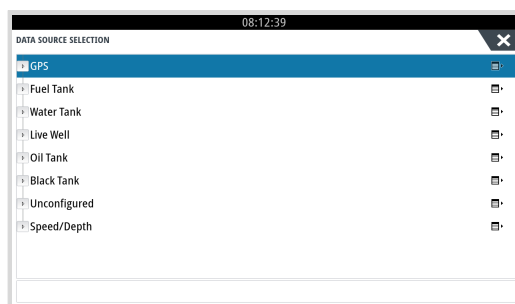 08:12:39
DATA SOURCE SELECTION
GPS
Fuel Tank
Water Tank
Live Well
Oil Tank
Black Tank
Unconfigured
Speed/Depth